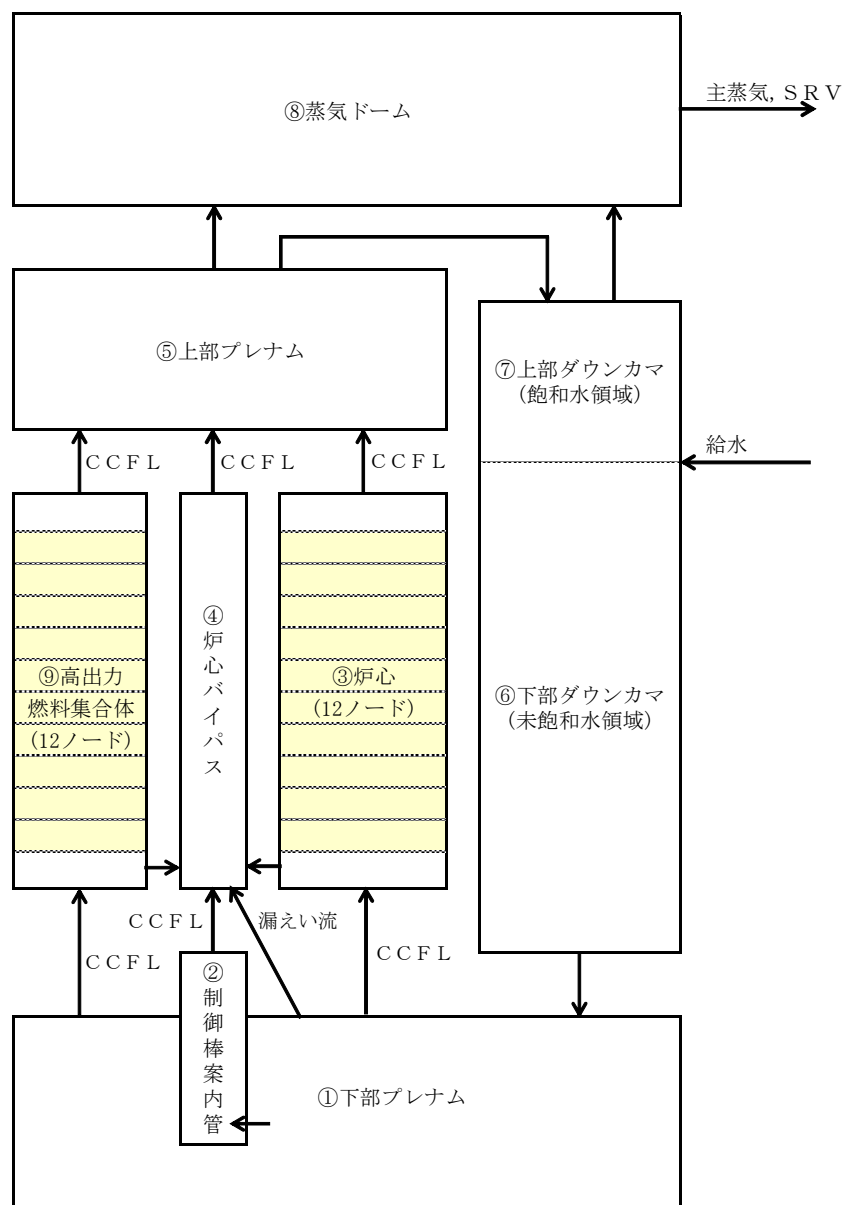 ⑧蒸気ドーム
主蒸気, ＳＲＶ
⑤上部プレナム
⑦上部ダウンカマ
(飽和水領域)
給水
ＣＣＦＬ
ＣＣＦＬ
ＣＣＦＬ
⑨高出力
燃料集合体
(12ノード)
④炉心バイパス
③炉心
(12ノード)
⑥下部ダウンカマ
(未飽和水領域)
ＣＣＦＬ
漏えい流
ＣＣＦＬ
ＣＣＦＬ
②制御棒案内管
①下部プレナム